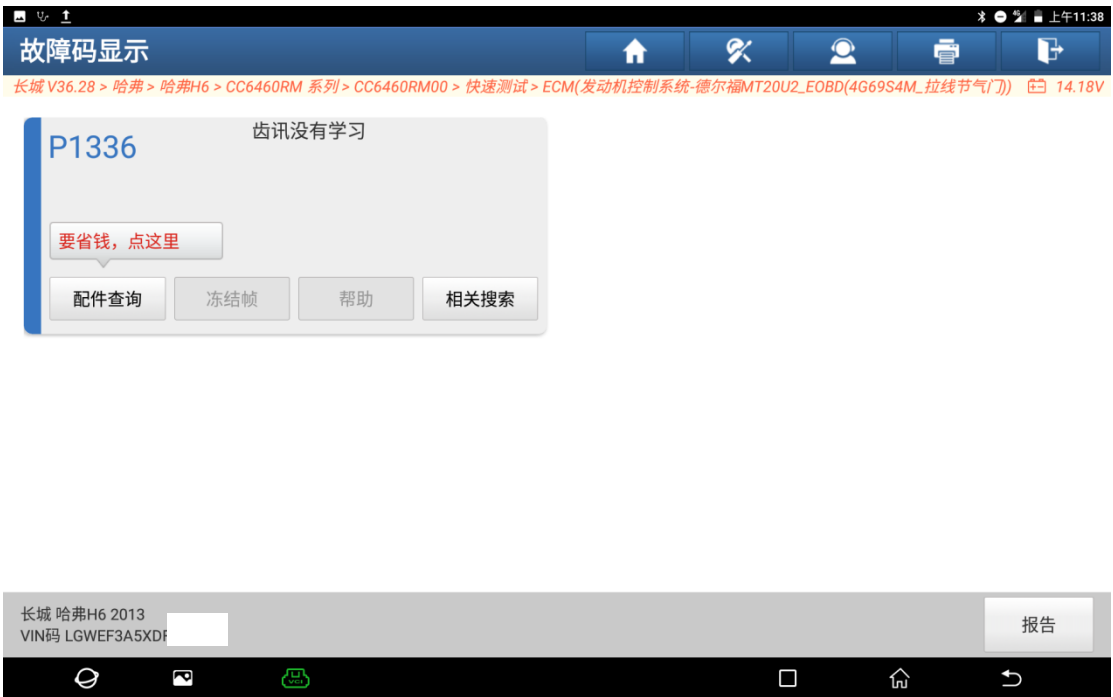 上午11:38
故障码显示
长城 V36.28 > 哈弗 > 哈弗H6 > CC6460RM 系列 > CC6460RM00 > 快速测试 > ECM(发动机控制系统-德尔福MT20U2_EOBD(4G69S4M_拉线节气门)) 14.18V
P1336 齿讯没有学习
要省钱，点这里
配件查询 冻结帧 帮助 相关搜索
长城 哈弗H6 2013
VIN码 LGWEF3A5XDF
报告
VCI